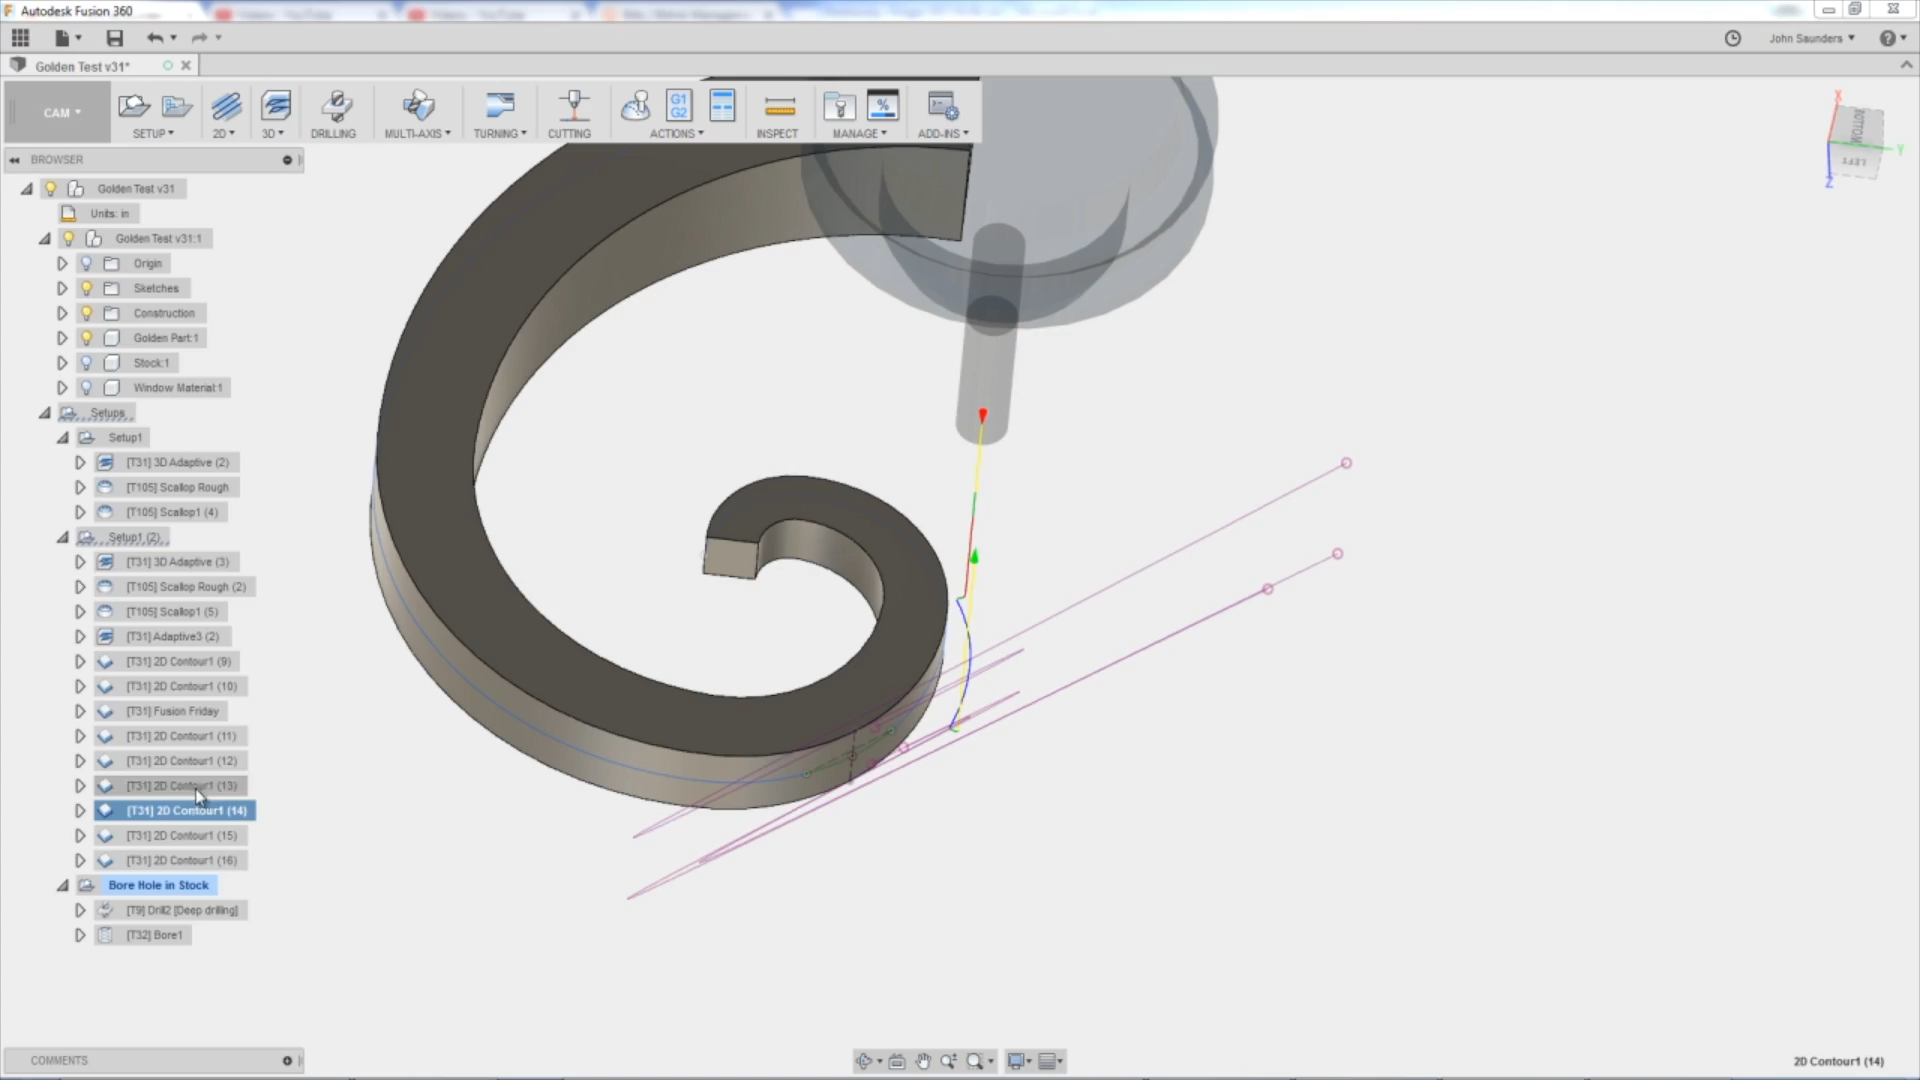 Autodesk Fusion 360
John Saunders
Golden Test v31*
CAM
SETUP
2D
3D
DRILLING
MULTI-AXIS
TURNING
CUTTING
G1
G2
ACTIONS
INSPECT
%
MANAGE
ADD-INS
BROWSER
Golden Test v31
Units: in
Golden Test v31:1
Origin
Sketches
Construction
Golden Part:1
Stock:1
Window Material:1
Setups
Setup1
[T31] 3D Adaptive (2)
[T105] Scallop Rough
[T105] Scallop1 (4)
Setup1 (2)
[T31] 3D Adaptive (3)
[T105] Scallop Rough (2)
[T105] Scallop1 (5)
[T31] Adaptive3 (2)
[T31] 2D Contour1 (9)
[T31] 2D Contour1 (10)
[T31] Fusion Friday
[T31] 2D Contour1 (11)
[T31] 2D Contour1 (12)
[T31] 2D Contour1 (13)
[T31] 2D Contour1 (14)
[T31] 2D Contour1 (15)
[T31] 2D Contour1 (16)
Bore Hole in Stock
[T9] Drill2 [Deep drilling]
[T32] Bore1
X
BOTTOM
LEFT
Y
Z
COMMENTS
2D Contour1 (14)